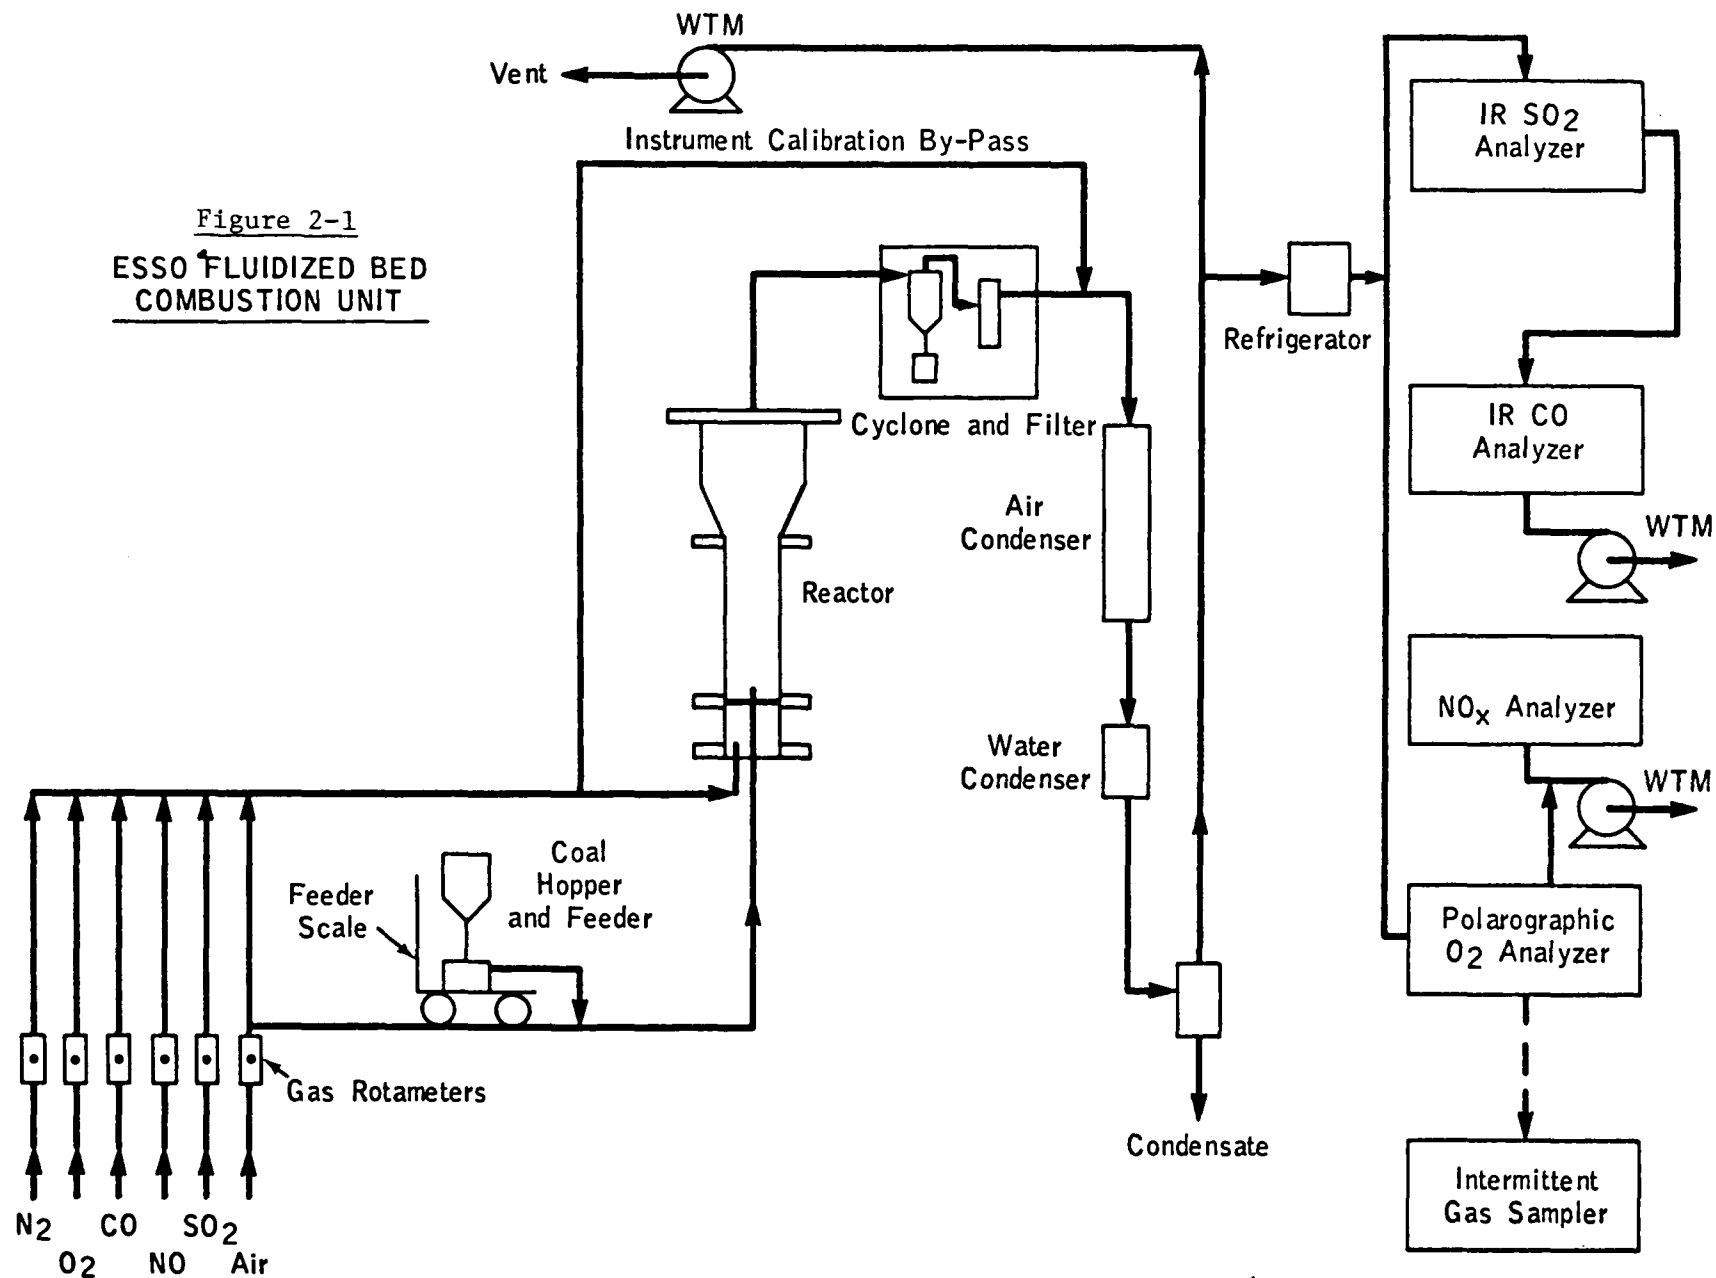 WTM
Vent
Instrument Calibration By-Pass
Figure 2-1
ESSO FLUIDIZED BED
COMBUSTION UNIT
IR SO2
Analyzer
Refrigerator
IR CO
Analyzer
WTM
Cyclone and Filter
Air
Condenser
Reactor
NOx Analyzer
Water
Condenser
WTM
Coal
Hopper
and Feeder
Feeder
Scale
Polarographic
O2 Analyzer
Gas Rotameters
Condensate
Intermittent
Gas Sampler
N2
O2
CO
NO
SO2
Air